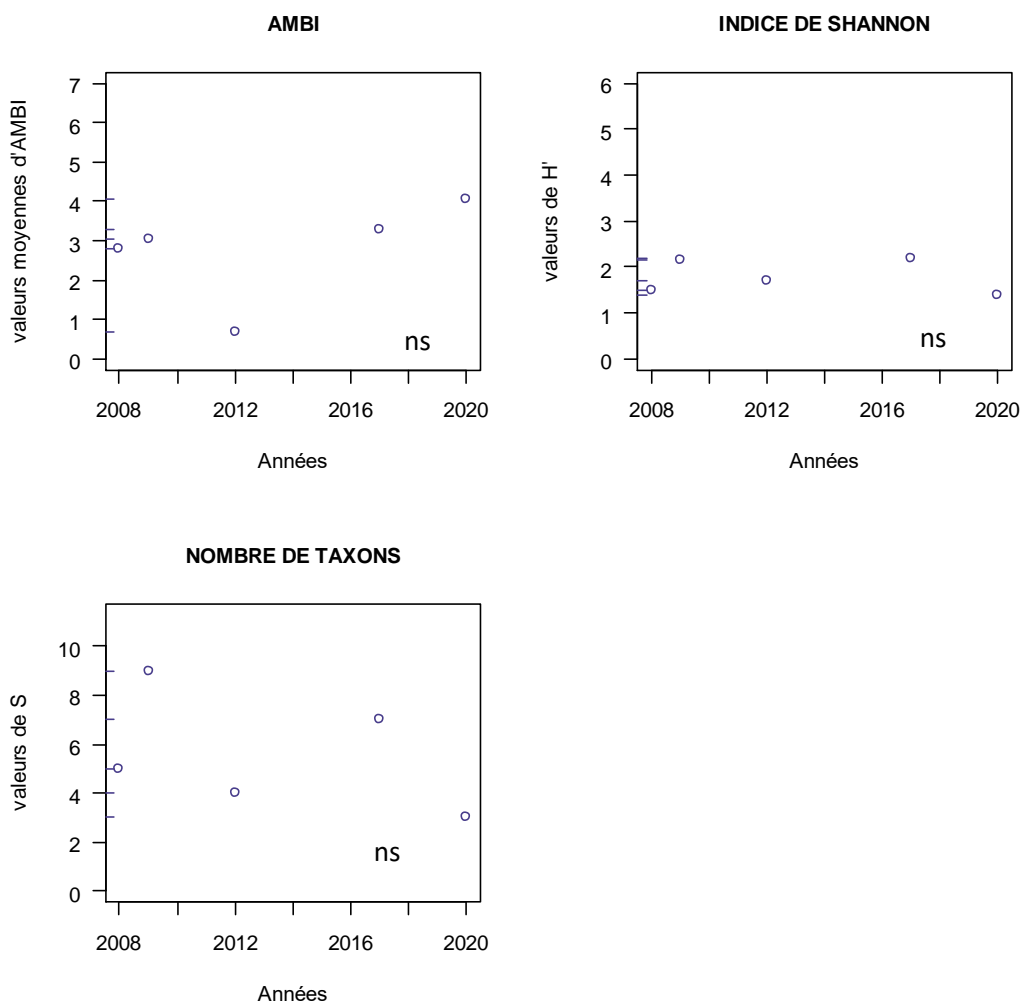 AMBI
valeurs moyennes d'AMBI
7
6
5
4
3
2
1
0
ns
2008 2012 2016 2020
Années
INDICE DE SHANNON
valeurs de H'
6
5
4
3
2
1
0
ns
2008 2012 2016 2020
Années
NOMBRE DE TAXONS
valeurs de S
10
8
6
4
2
0
ns
2008 2012 2016 2020
Années